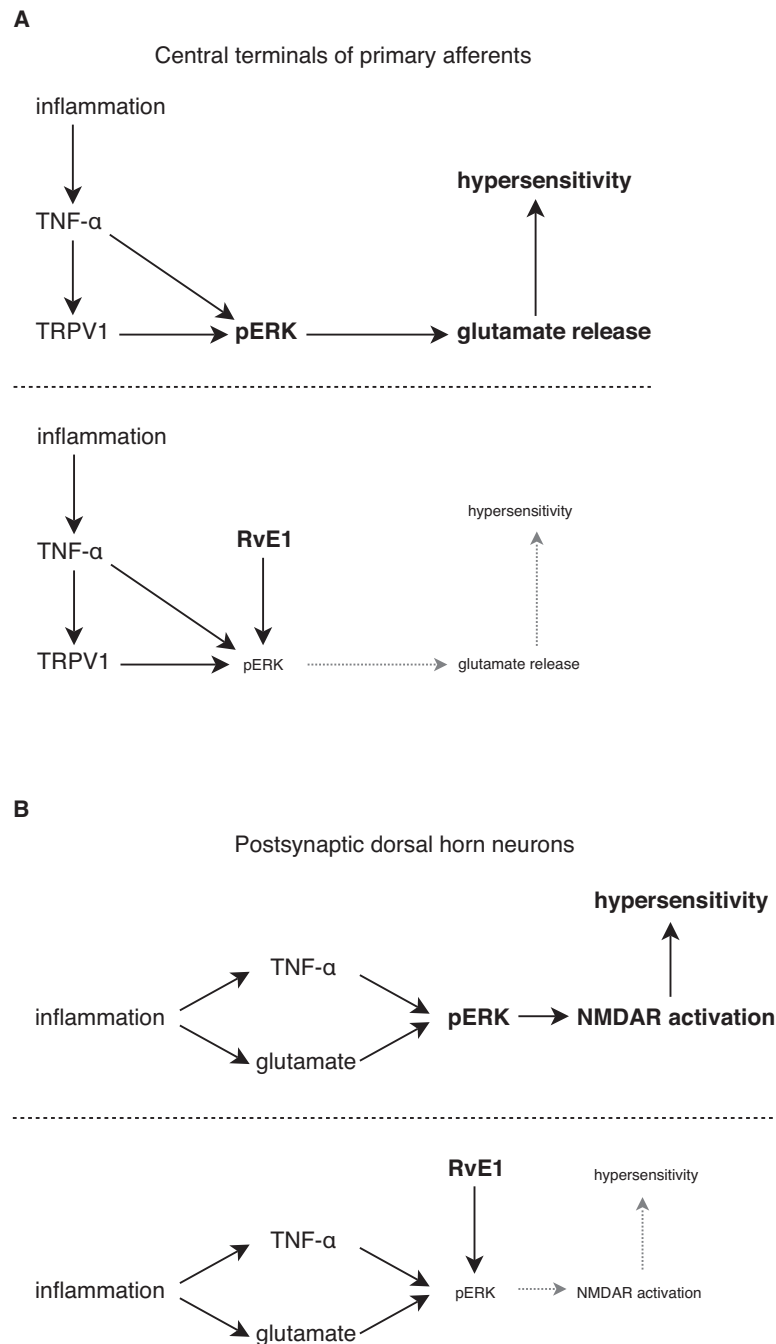 A
Central terminals of primary afferents
inflammation
hypersensitivity
TNF-α
TRPV1 pERK glutamate release
inflammation
hypersensitivity
TNF-α RvE1
TRPV1 pERK glutamate release
B
Postsynaptic dorsal horn neurons
hypersensitivity
TNF-α
inflammation pERK NMDAR activation
glutamate
RvE1 hypersensitivity
TNF-α
inflammation pERK NMDAR activation
glutamate